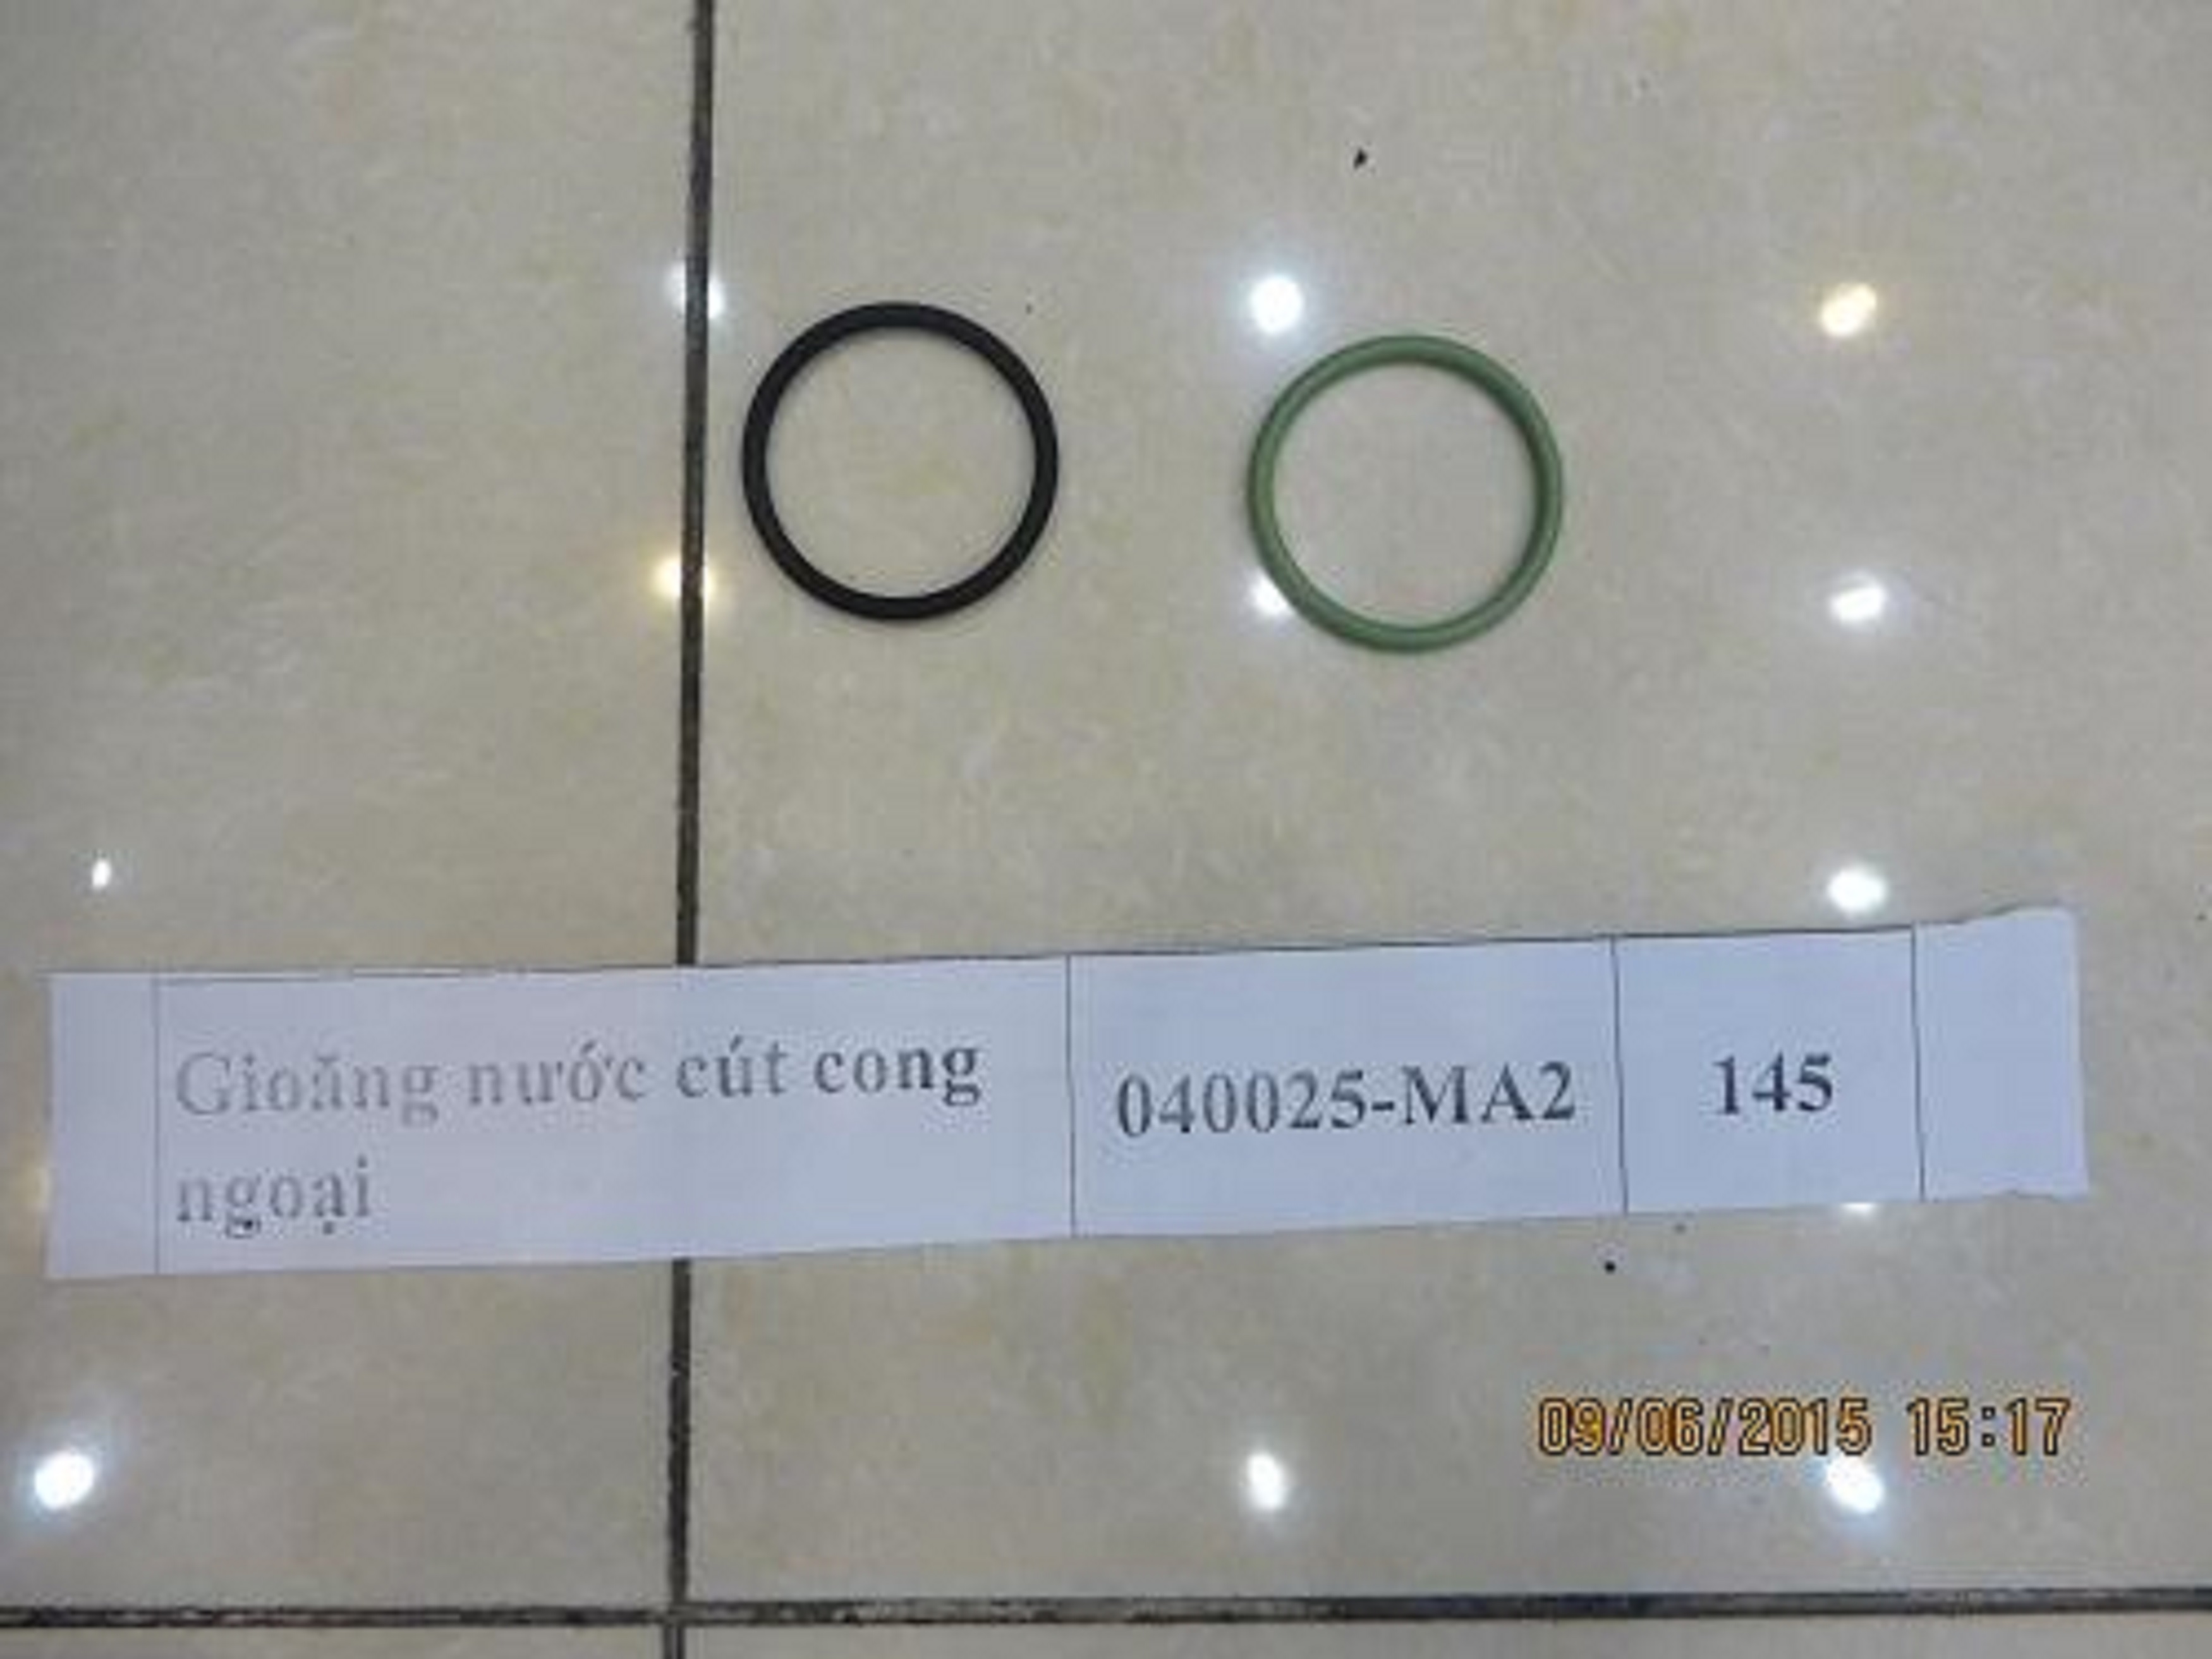 Gioăng nước cút cong
ngoại
040025-MA2
145
09/06/2015 15:17